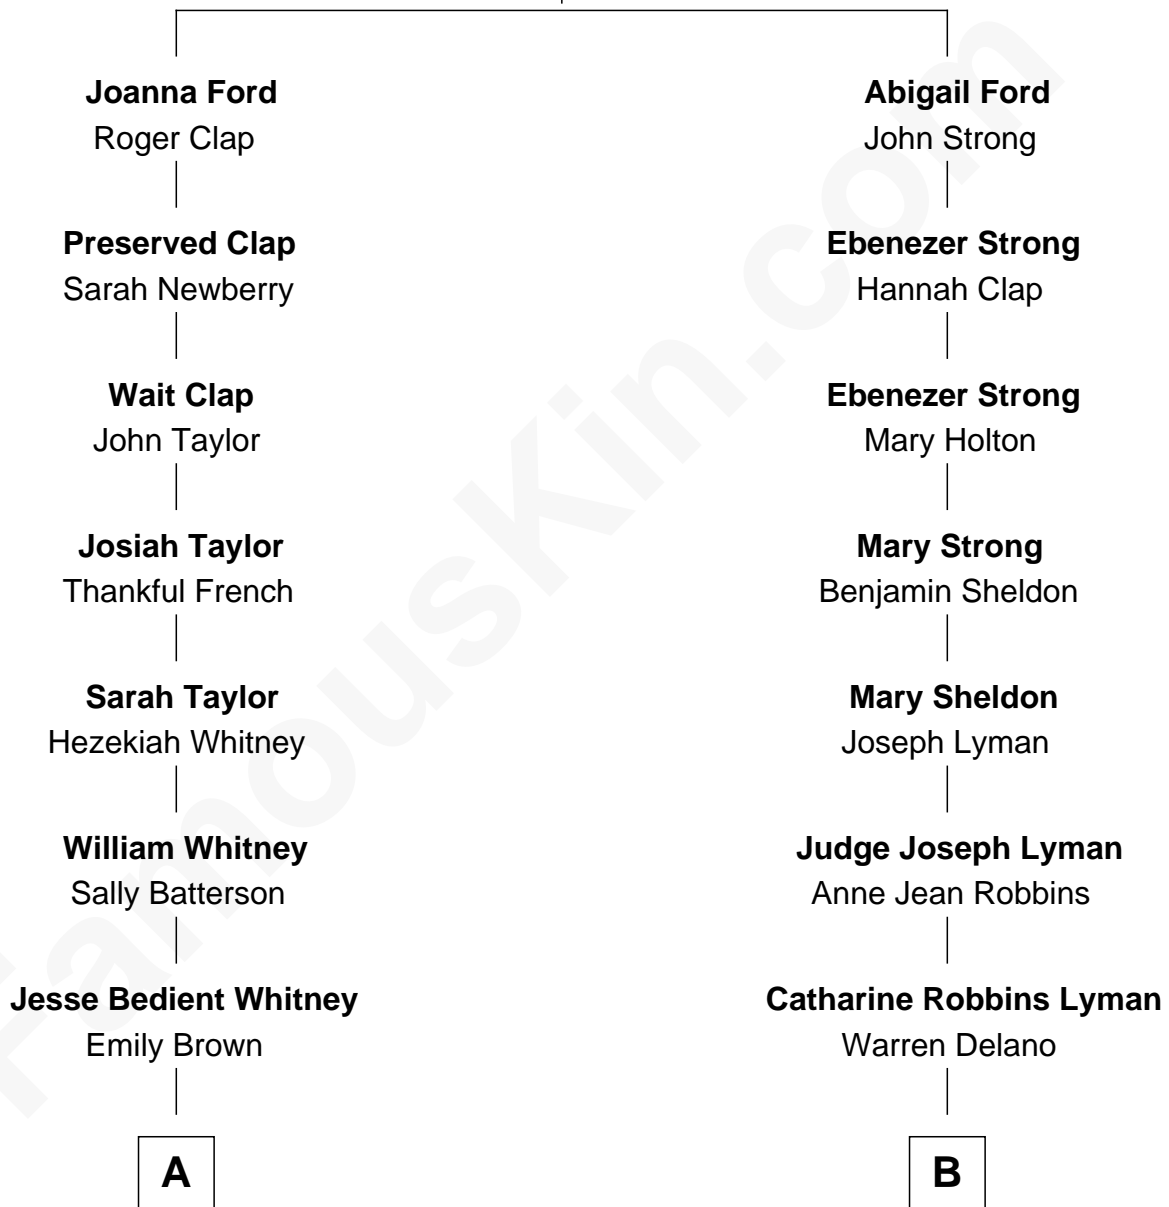 Joanna Ford
Roger Clap
Abigail Ford
John Strong
Preserved Clap
Sarah Newberry
Ebenezer Strong
Hannah Clap
Wait Clap
John Taylor
Ebenezer Strong
Mary Holton
Josiah Taylor
Thankful French
Mary Strong
Benjamin Sheldon
Sarah Taylor
Hezekiah Whitney
Mary Sheldon
Joseph Lyman
William Whitney
Sally Batterson
Judge Joseph Lyman
Anne Jean Robbins
Jesse Bedient Whitney
Emily Brown
Catharine Robbins Lyman
Warren Delano
A
B
FamousKin.com